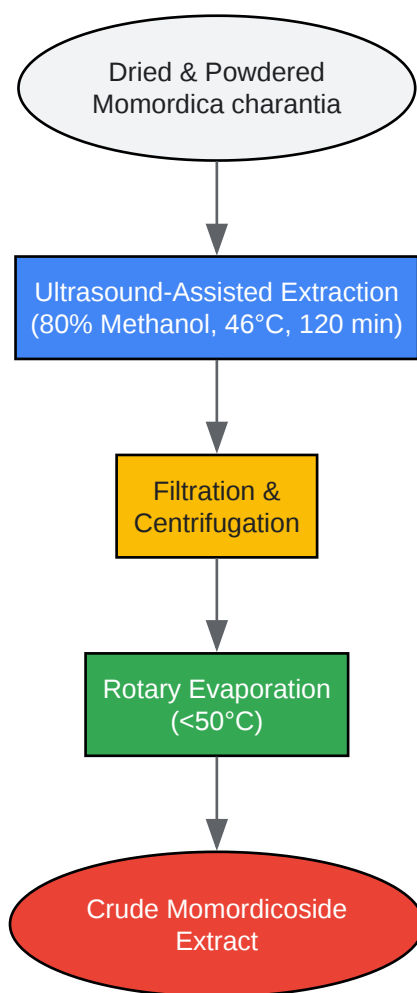 Dried & Powdered
Momordica charantia
Ultrasound-Assisted Extraction
(80% Methanol, 46°C, 120 min)
Filtration &
Centrifugation
Rotary Evaporation
(<50°C)
Crude Momordicoside
Extract